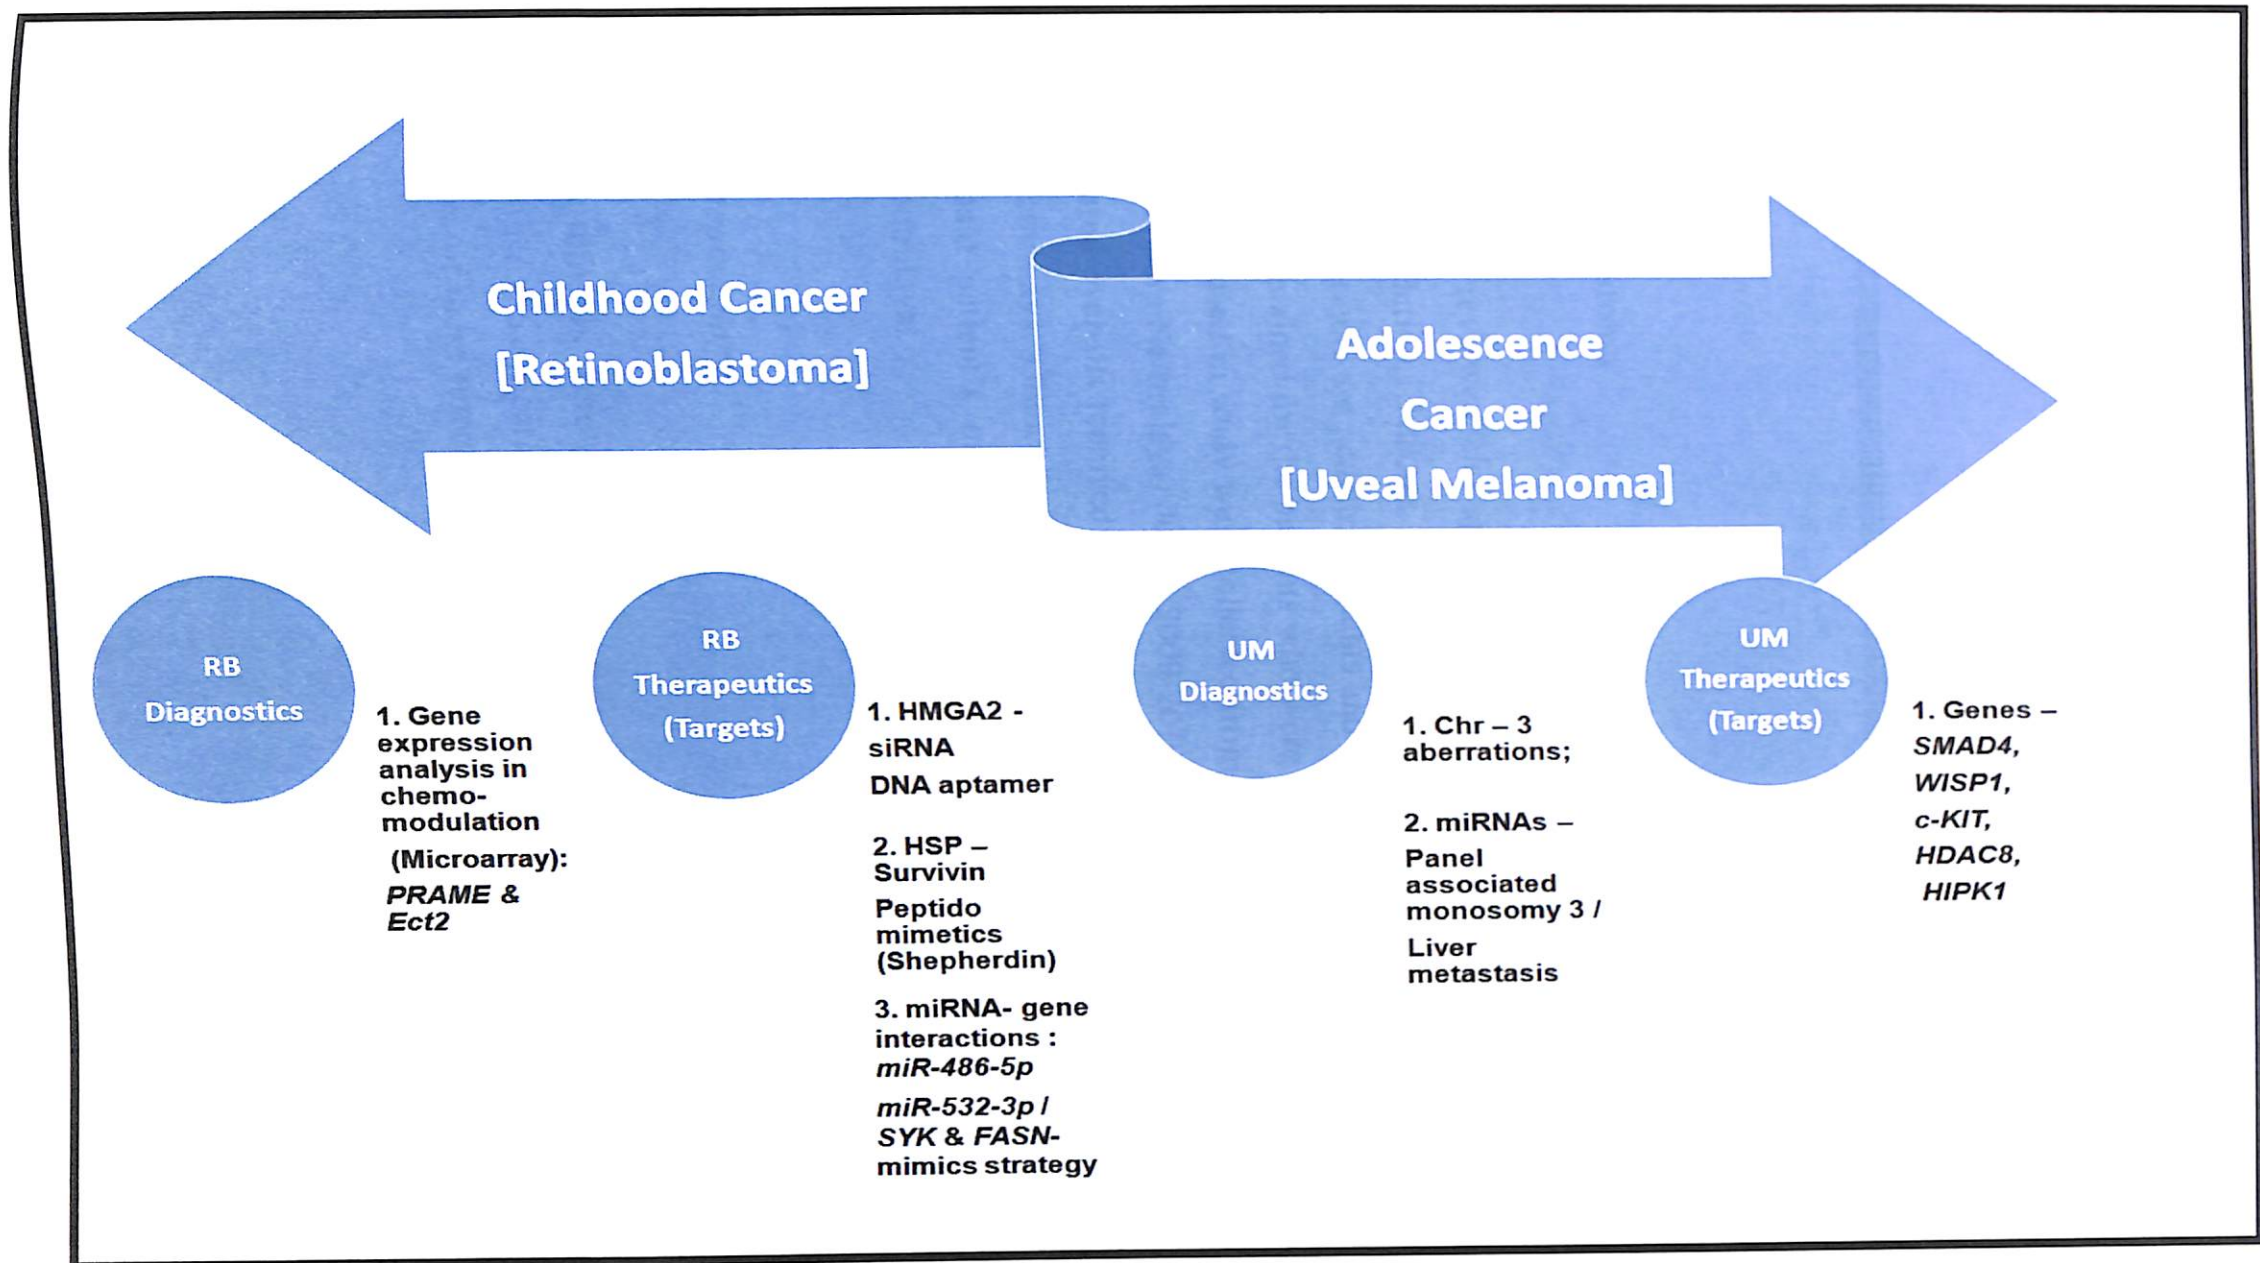 Childhood Cancer
[Retinoblastoma]
Adolescence
Cancer
[Uveal Melanoma]
RB
Diagnostics
1. Gene
expression
analysis in
chemo-
modulation
(Microarray):
PRAME &
Ect2
RB
Therapeutics
(Targets)
1. HMGA2 -
siRNA
DNA aptamer
2. HSP –
Survivin
Peptido
mimetics
(Shepherdin)
3. miRNA- gene
interactions :
miR-486-5p
miR-532-3p /
SYK & FASN-
mimics strategy
UM
Diagnostics
1. Chr – 3
aberrations;
2. miRNAs –
Panel
associated
monosomy 3 /
Liver
metastasis
UM
Therapeutics
(Targets)
1. Genes –
SMAD4,
WISP1,
c-KIT,
HDAC8,
HIPK1